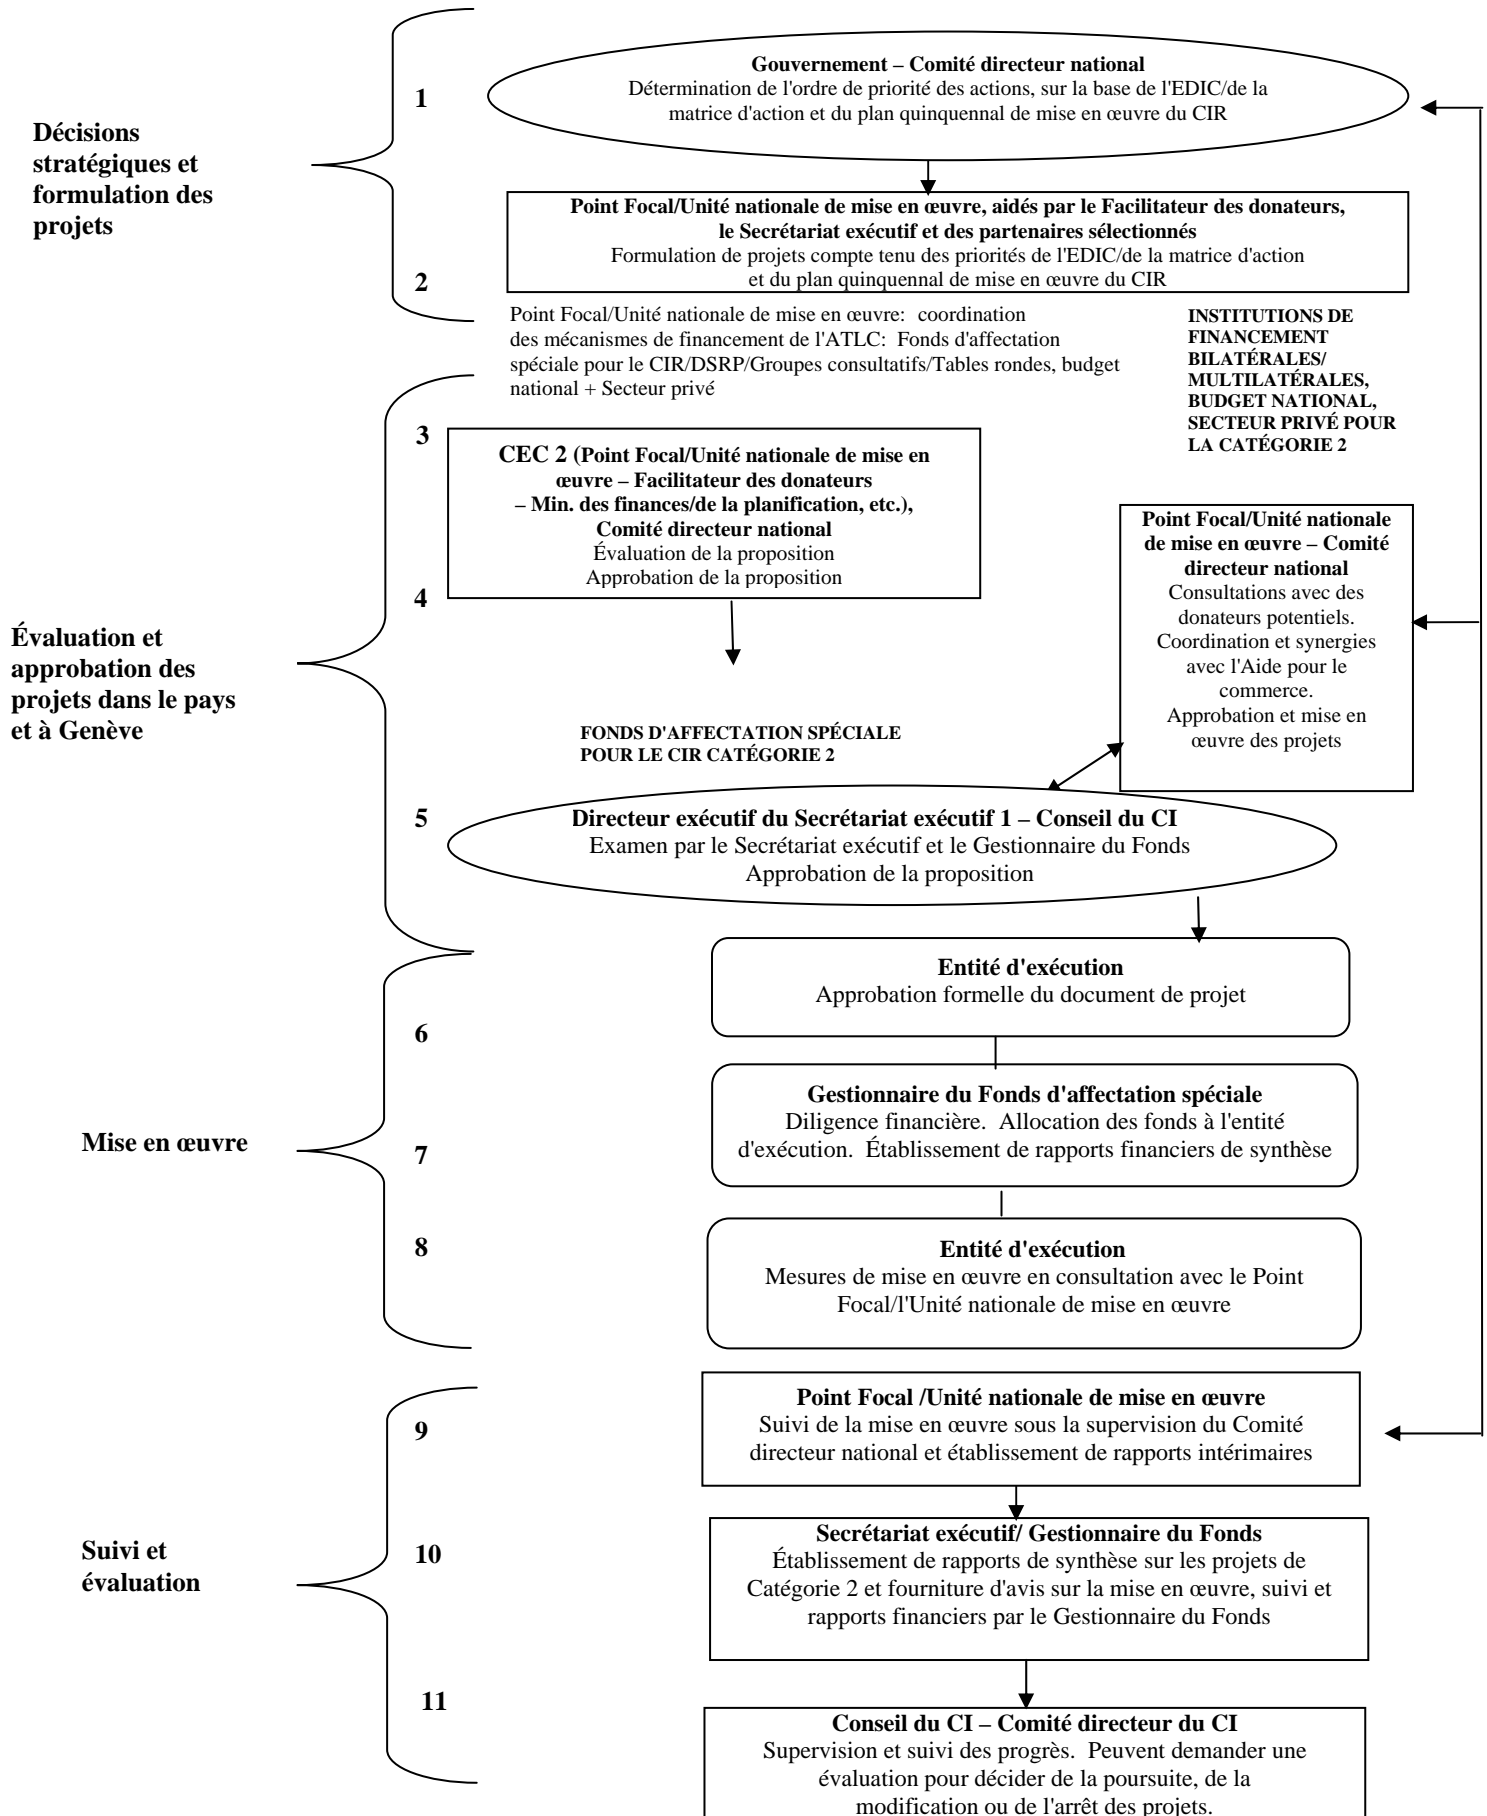 1
Gouvernement – Comité directeur national
Détermination de l'ordre de priorité des actions, sur la base de l'EDIC/de la
matrice d'action et du plan quinquennal de mise en œuvre du CIR
Décisions
stratégiques et
formulation des
projets
Point Focal/Unité nationale de mise en œuvre, aidés par le Facilitateur des donateurs,
le Secrétariat exécutif et des partenaires sélectionnés
Formulation de projets compte tenu des priorités de l'EDIC/de la matrice d'action
et du plan quinquennal de mise en œuvre du CIR
2
Point Focal/Unité nationale de mise en œuvre:  coordination
des mécanismes de financement de l'ATLC:  Fonds d'affectation
spéciale pour le CIR/DSRP/Groupes consultatifs/Tables rondes, budget
national + Secteur privé
INSTITUTIONS DE
FINANCEMENT
BILATÉRALES/
MULTILATÉRALES,
BUDGET NATIONAL,
SECTEUR PRIVÉ POUR
LA CATÉGORIE 2
3
CEC 2 (Point Focal/Unité nationale de mise en
œuvre – Facilitateur des donateurs
– Min. des finances/de la planification, etc.),
Comité directeur national
Évaluation de la proposition
Approbation de la proposition
4
Point Focal/Unité nationale
de mise en œuvre – Comité
directeur national
Consultations avec des
donateurs potentiels.
Coordination et synergies
avec l'Aide pour le
commerce.
Approbation et mise en
œuvre des projets
Évaluation et
approbation des
projets dans le pays
et à Genève
FONDS D'AFFECTATION SPÉCIALE
POUR LE CIR CATÉGORIE 2
5
Directeur exécutif du Secrétariat exécutif 1 – Conseil du CI
Examen par le Secrétariat exécutif et le Gestionnaire du Fonds
Approbation de la proposition
Entité d'exécution
Approbation formelle du document de projet
6
Gestionnaire du Fonds d'affectation spéciale
Diligence financière.  Allocation des fonds à l'entité
d'exécution.  Établissement de rapports financiers de synthèse
Mise en œuvre
7
8
Entité d'exécution
Mesures de mise en œuvre en consultation avec le Point
Focal/l'Unité nationale de mise en œuvre
Point Focal /Unité nationale de mise en œuvre
Suivi de la mise en œuvre sous la supervision du Comité
directeur national et établissement de rapports intérimaires
9
Secrétariat exécutif/ Gestionnaire du Fonds
Établissement de rapports de synthèse sur les projets de
Catégorie 2 et fourniture d'avis sur la mise en œuvre, suivi et
rapports financiers par le Gestionnaire du Fonds
Suivi et
évaluation
10
11
Conseil du CI – Comité directeur du CI
Supervision et suivi des progrès.  Peuvent demander une
évaluation pour décider de la poursuite, de la
modification ou de l'arrêt des projets.